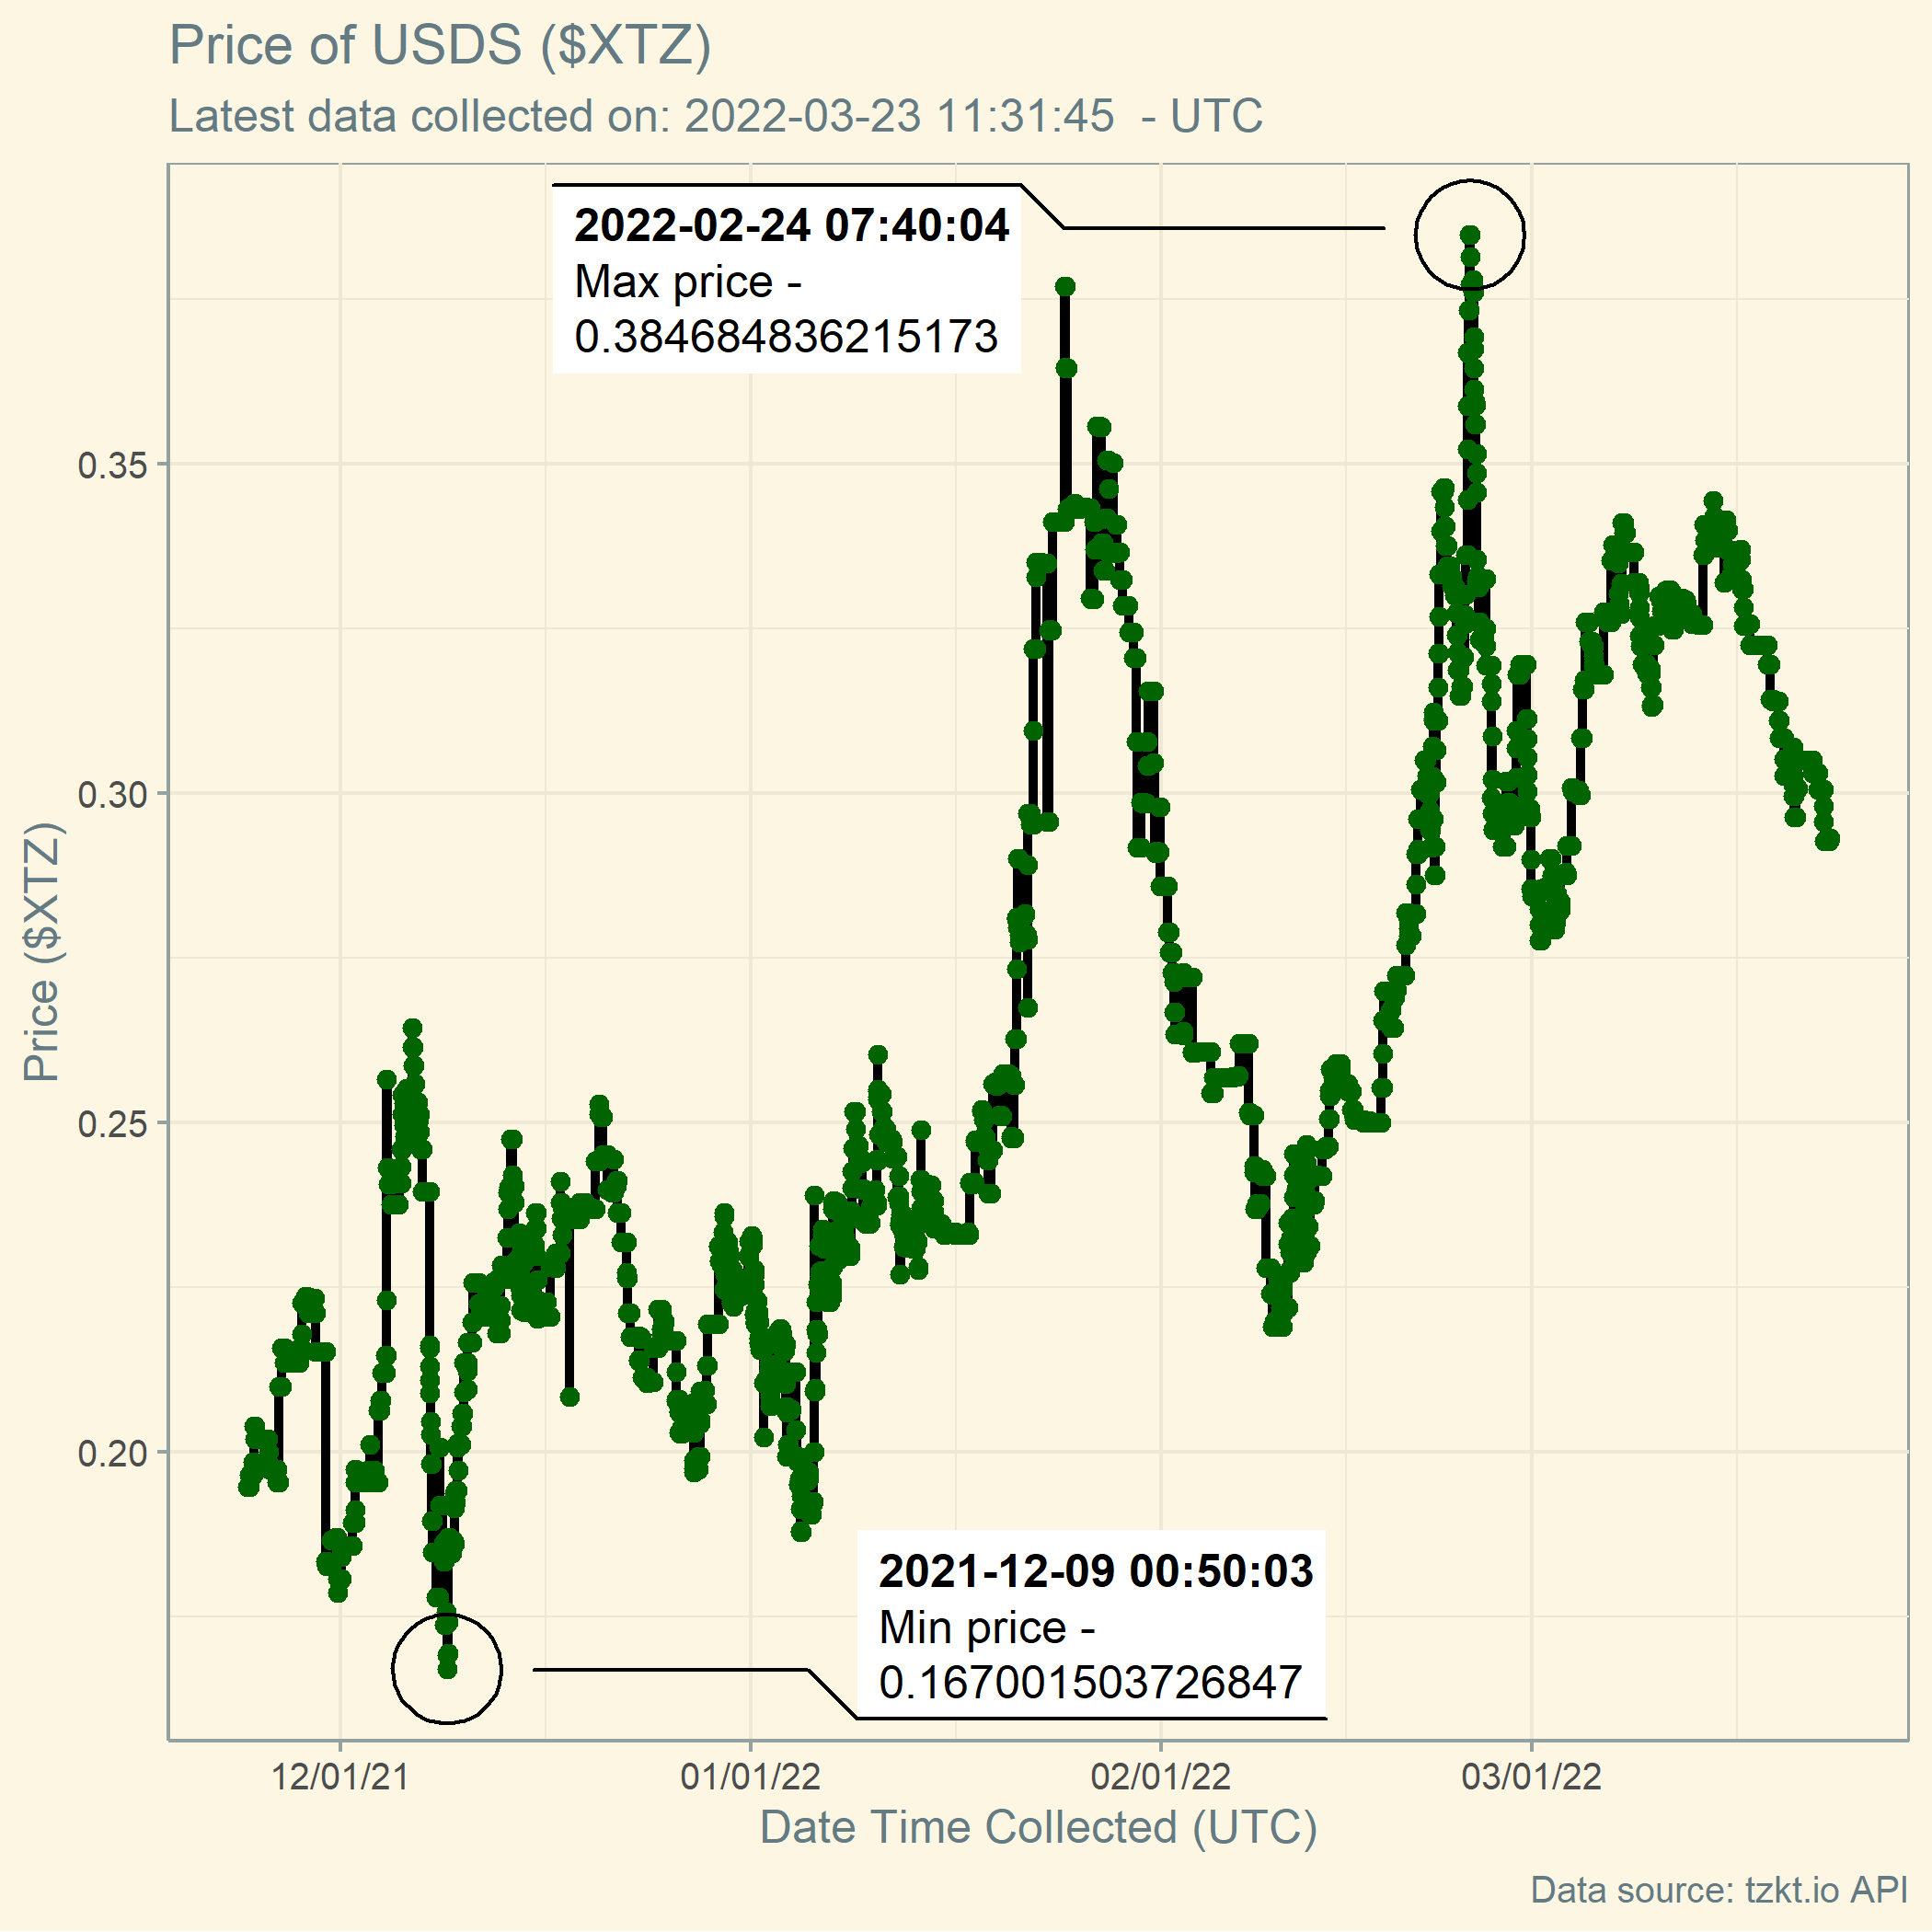 Price of USDS ($XTZ)
Latest data collected on: 2022-03-23 11:31:45  - UTC
2022-02-24 07:40:04
Max price -
0.384684836215173
0.35
0.30
0.25
0.20
Price ($XTZ)
2021-12-09 00:50:03
Min price -
0.167001503726847
12/01/21
01/01/22
02/01/22
03/01/22
Date Time Collected (UTC)
Data source: tzkt.io API